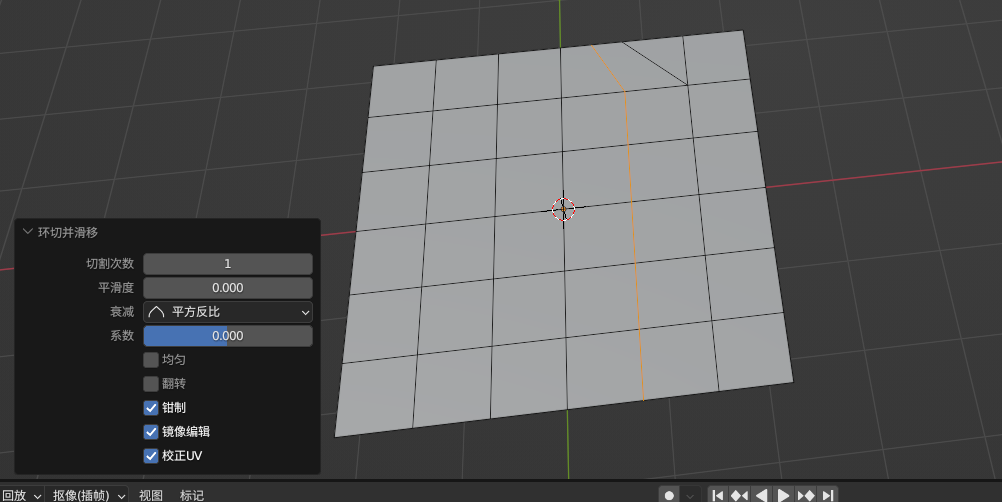 环切并滑移
切割次数 1
平滑度 0.000
衰减 平方反比
系数 0.000
均匀
翻转
钳制
镜像编辑
校正UV
回放 抠像(插帧) 视图 标记